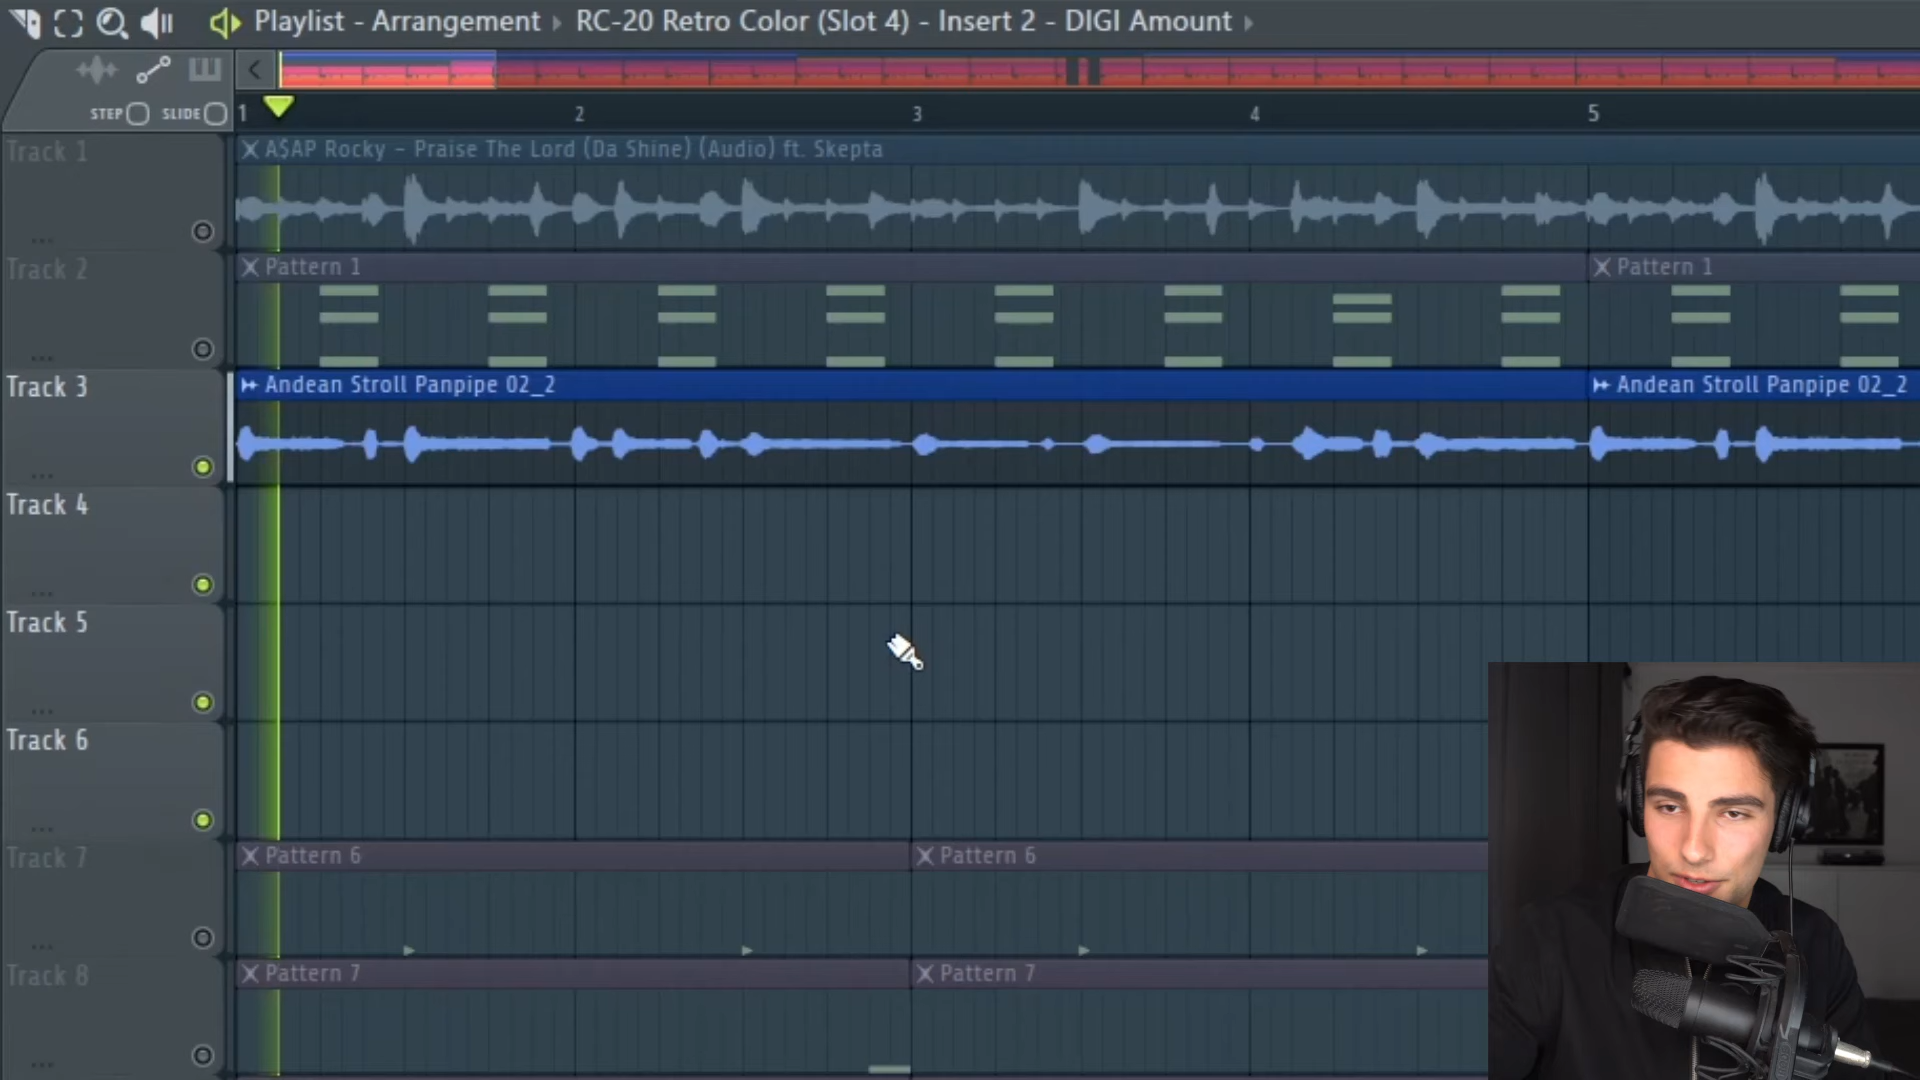 Playlist - Arrangement ▸ RC-20 Retro Color (Slot 4) - Insert 2 - DIGI Amount ▸
STEP SLIDE
1 2 3 4 5
Track 1
A$AP Rocky - Praise The Lord (Da Shine) (Audio) ft. Skepta
Track 2
Pattern 1 Pattern 1
Track 3
Andean Stroll Panpipe 02_2 Andean Stroll Panpipe 02_2
Track 4
Track 5
Track 6
Track 7
Pattern 6 Pattern 6
Track 8
Pattern 7 Pattern 7